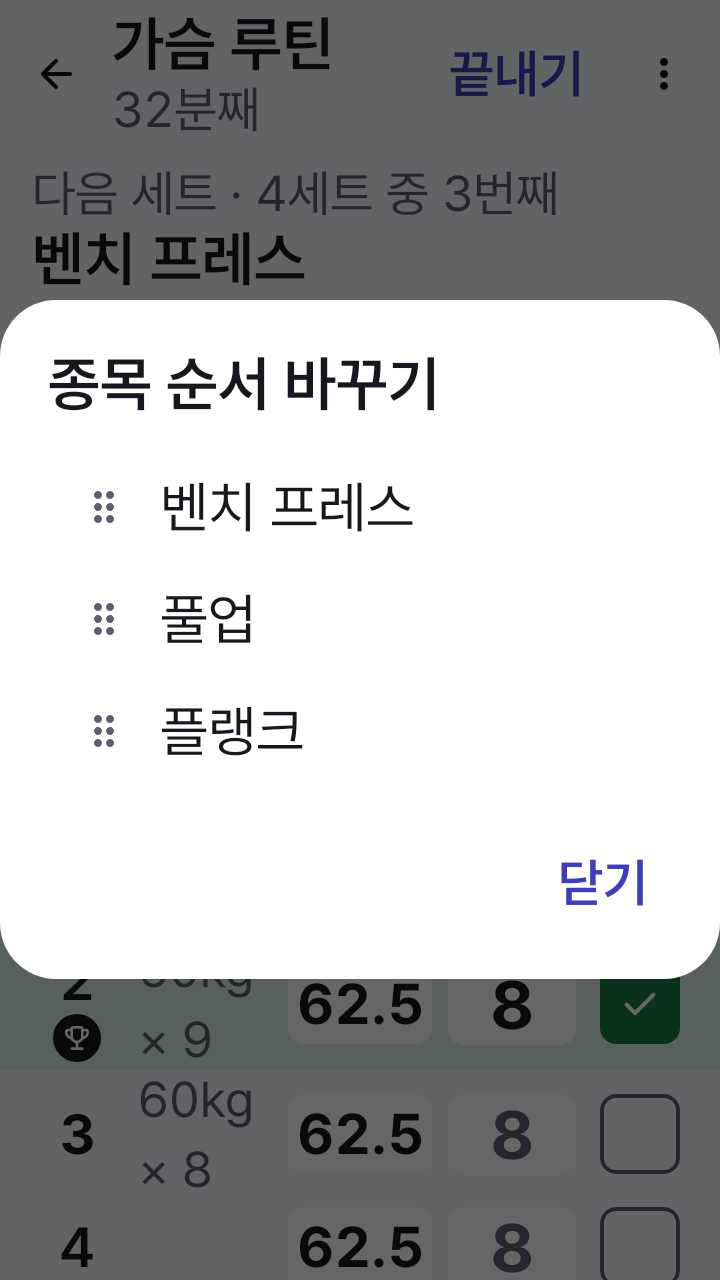 가슴 루틴
32분째
끝내기
다음 세트 · 4세트 중 3번째
벤치 프레스
종목 순서 바꾸기
벤치 프레스
풀업
플랭크
닫기
2
60kg
× 9
62.5
8
3
60kg
× 8
62.5
8
4
62.5
8